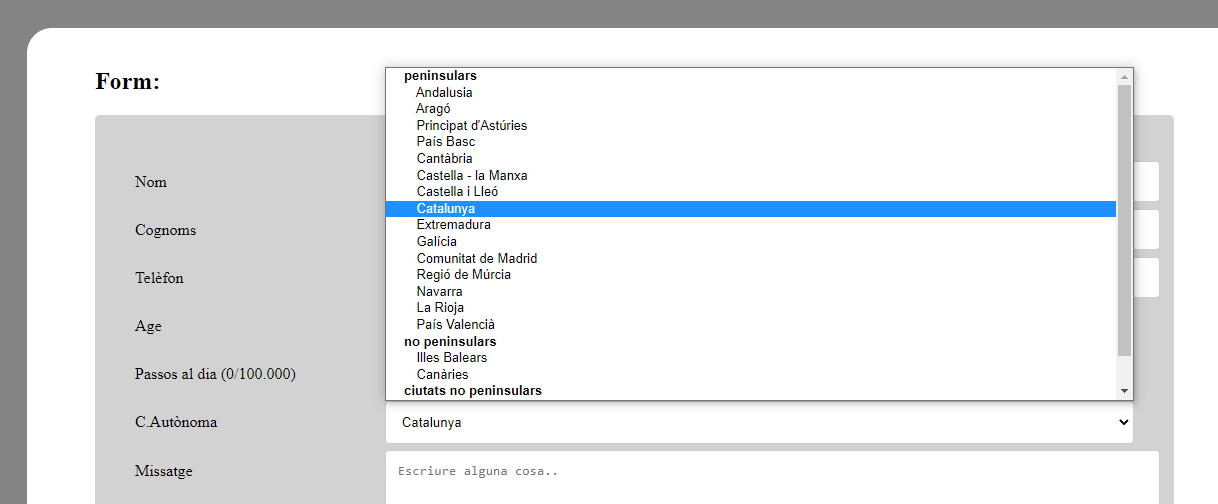 Form:
peninsulars
Andalusia
Aragó
Principat d'Astúries
País Basc
Cantàbria
Castella - la Manxa
Castella i Lleó
Catalunya
Extremadura
Galícia
Comunitat de Madrid
Regió de Múrcia
Navarra
La Rioja
País Valencià
no peninsulars
Illes Balears
Canàries
ciutats no peninsulars
Nom
Cognoms
Telèfon
Age
Passos al dia (0/100.000)
C.Autònoma
Catalunya
Missatge
Escriure alguna cosa..